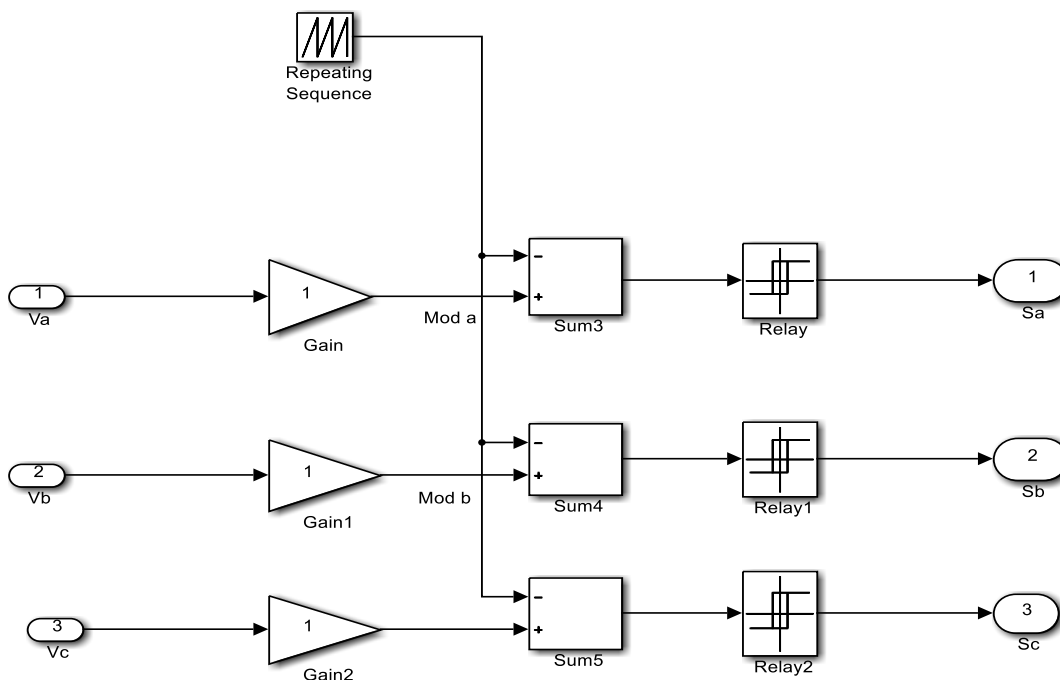 Repeating
Sequence
-
1
1
1
+
Va
Mod a
Sum3
Relay
Sa
Gain
-
2
1
2
+
Vb
Mod b
Sum4
Relay1
Sb
Gain1
-
3
1
3
+
Vc
Sum5
Relay2
Sc
Gain2